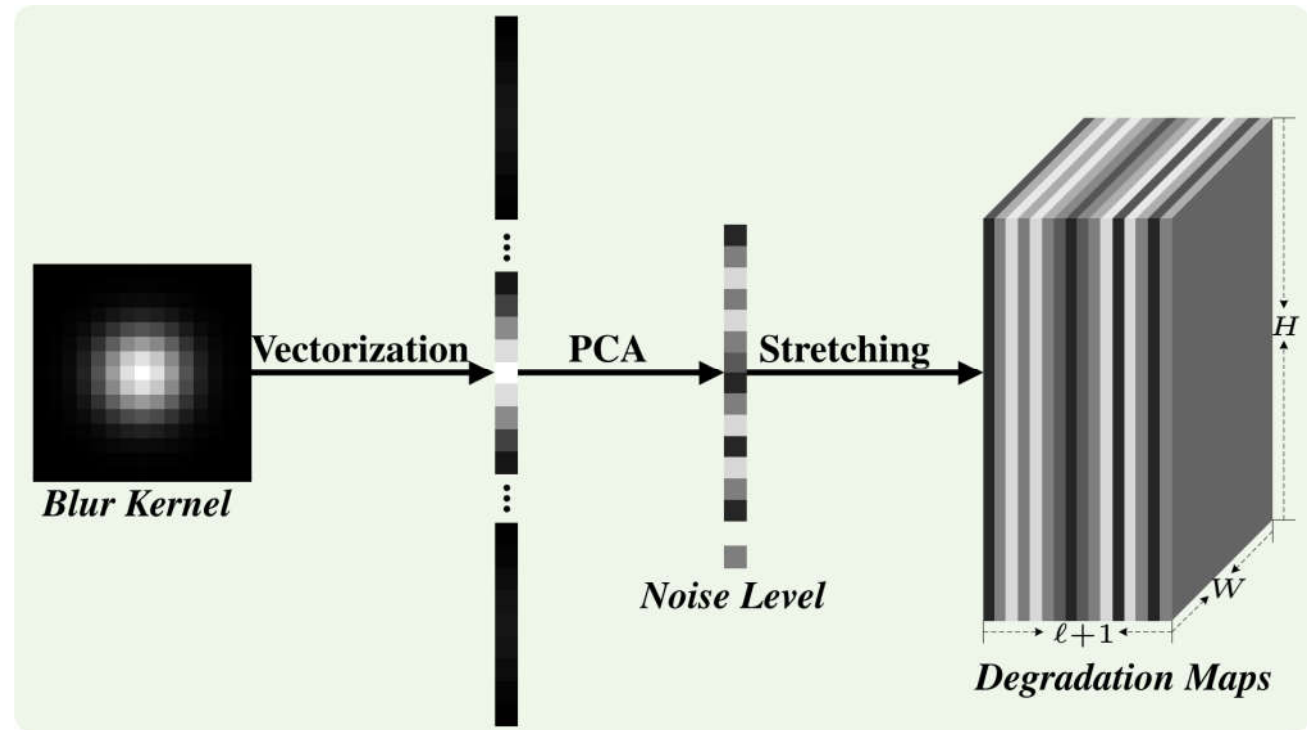 Vectorization
PCA
Stretching
Blur Kernel
Noise Level
H
W
ℓ+1
Degradation Maps